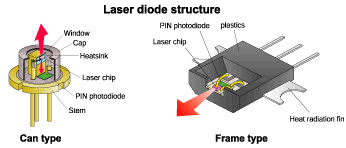 Laser diode structure
Window
Cap
Heatsink
Laser chip
PIN photodiode
Stem
Can type
PIN photodiode
plastics
Laser chip
Heat radiation fin
Frame type